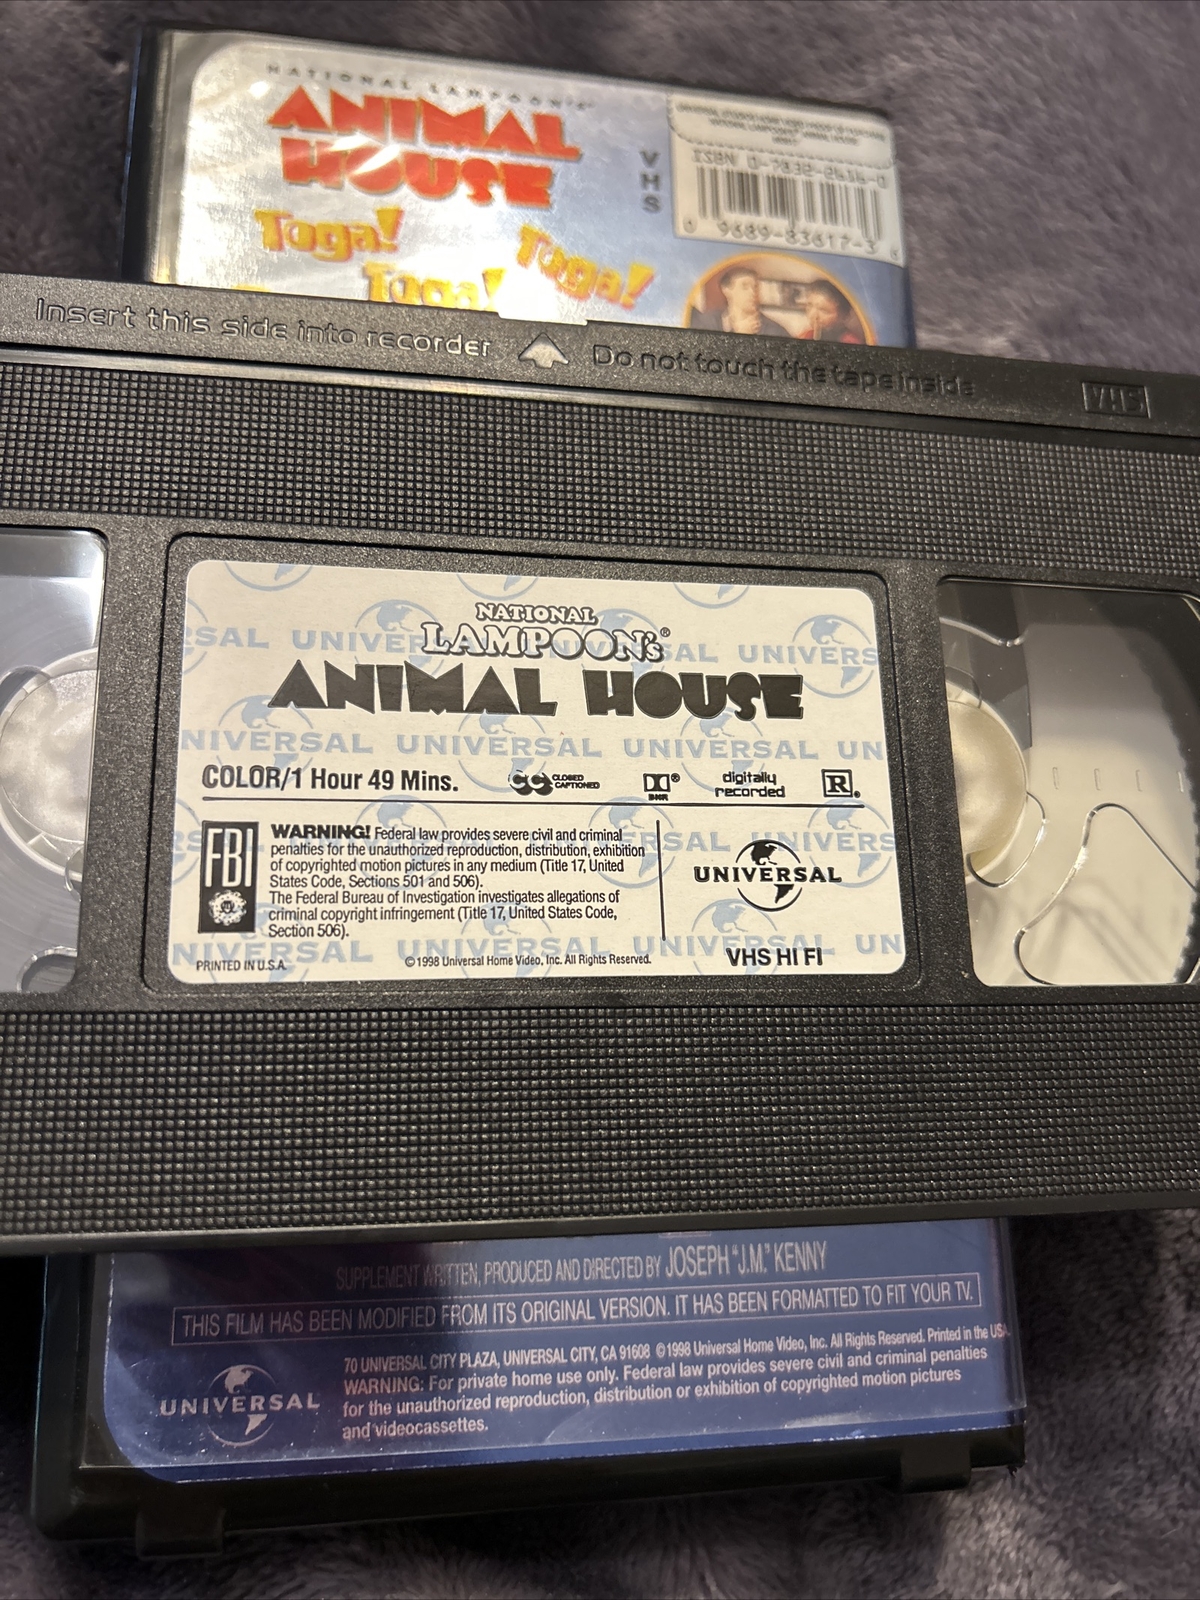 NATIONAL LAMPOON'S
ANIMAL
HOUSE
VHS
ISBN 0-7832-2616-0
0 9689-83617-3
Toga!
Toga!
Toga!
Insert this side into recorder Do not touch the tape inside VHS
NATIONAL
LAMPOON's®
ANIMAL HOUSE
COLOR/1 Hour 49 Mins. CC CLOSED CAPTIONED ® digitally recorded R.
FBI
WARNING! Federal law provides severe civil and criminal
penalties for the unauthorized reproduction, distribution, exhibition
of copyrighted motion pictures in any medium (Title 17, United
States Code, Sections 501 and 506).
The Federal Bureau of Investigation investigates allegations of
criminal copyright infringement (Title 17, United States Code,
Section 506).
UNIVERSAL
PRINTED IN U.S.A.
©1998 Universal Home Video, Inc. All Rights Reserved.
VHS HI FI
SUPPLEMENT WRITTEN, PRODUCED AND DIRECTED BY JOSEPH "J.M." KENNY
THIS FILM HAS BEEN MODIFIED FROM ITS ORIGINAL VERSION. IT HAS BEEN FORMATTED TO FIT YOUR TV.
UNIVERSAL
70 UNIVERSAL CITY PLAZA, UNIVERSAL CITY, CA 91608 ©1998 Universal Home Video, Inc. All Rights Reserved. Printed in the USA
WARNING: For private home use only. Federal law provides severe civil and criminal penalties
for the unauthorized reproduction, distribution or exhibition of copyrighted motion pictures
and videocassettes.